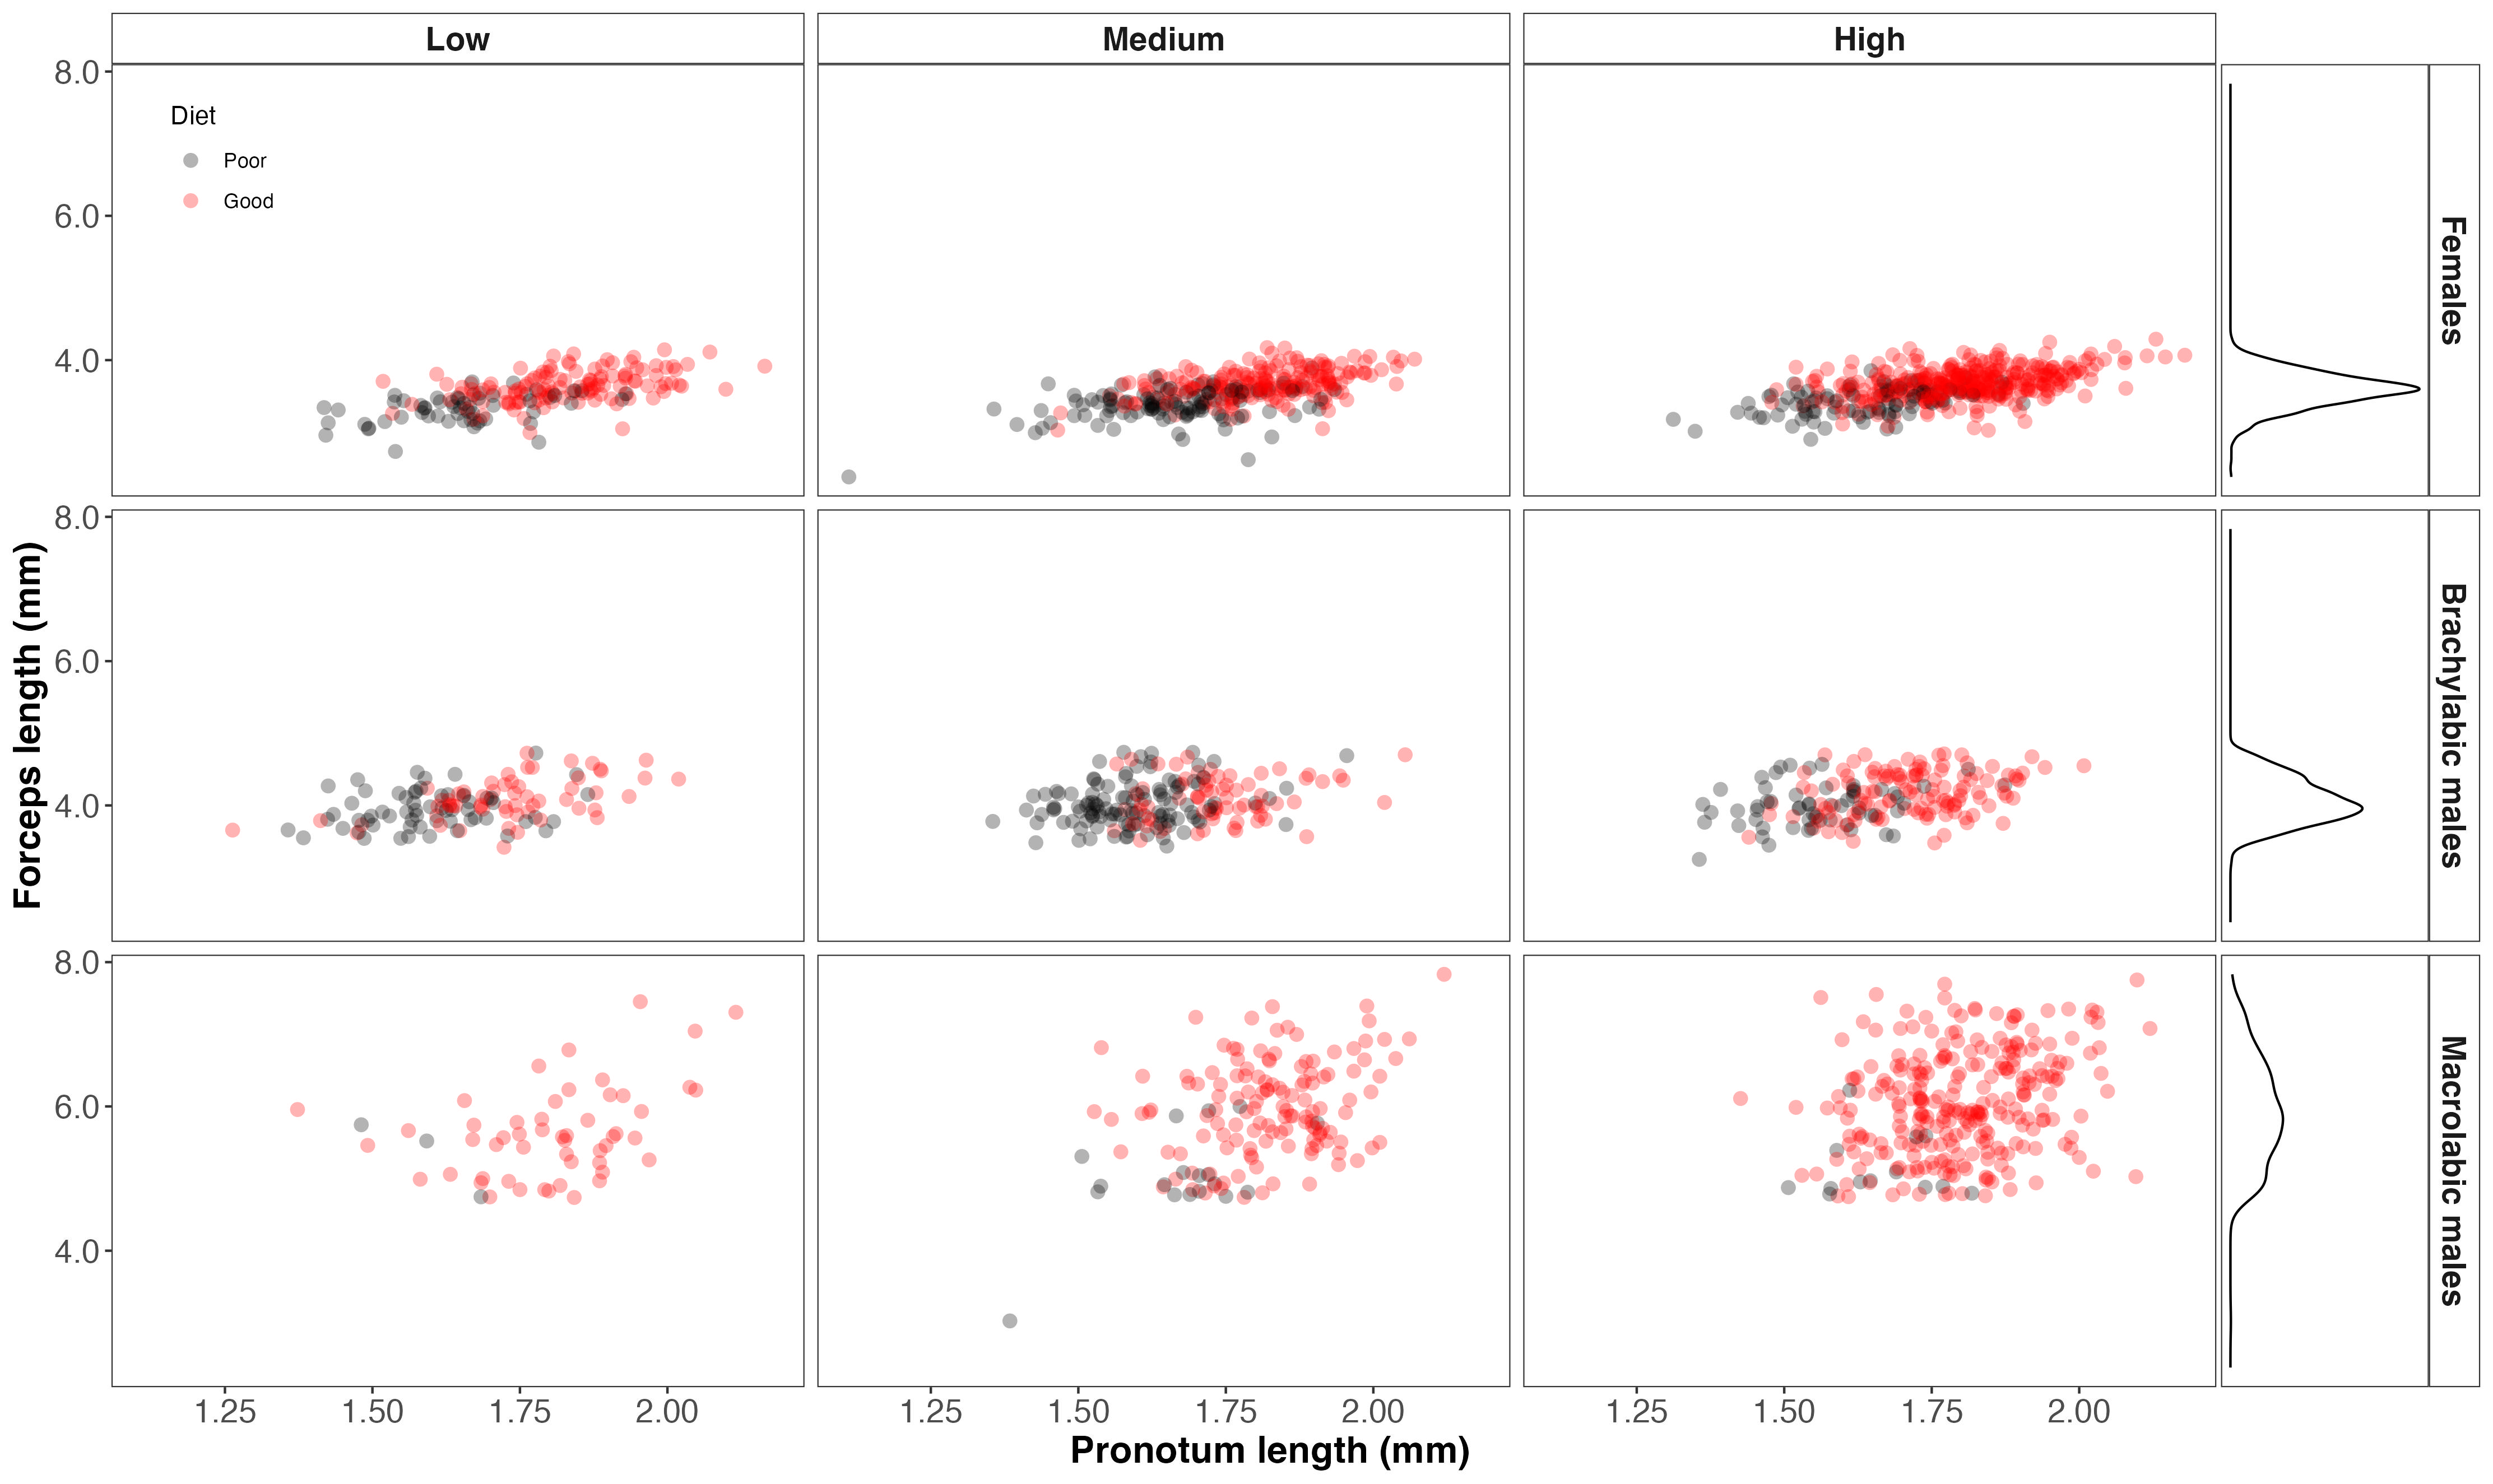 Low
Medium
High
8.0
6.0
4.0
Diet
Poor
Good
Females
8.0
6.0
4.0
Brachylabic males
8.0
6.0
4.0
Macrolabic males
Forceps length (mm)
1.25 1.50 1.75 2.00
1.25 1.50 1.75 2.00
1.25 1.50 1.75 2.00
Pronotum length (mm)